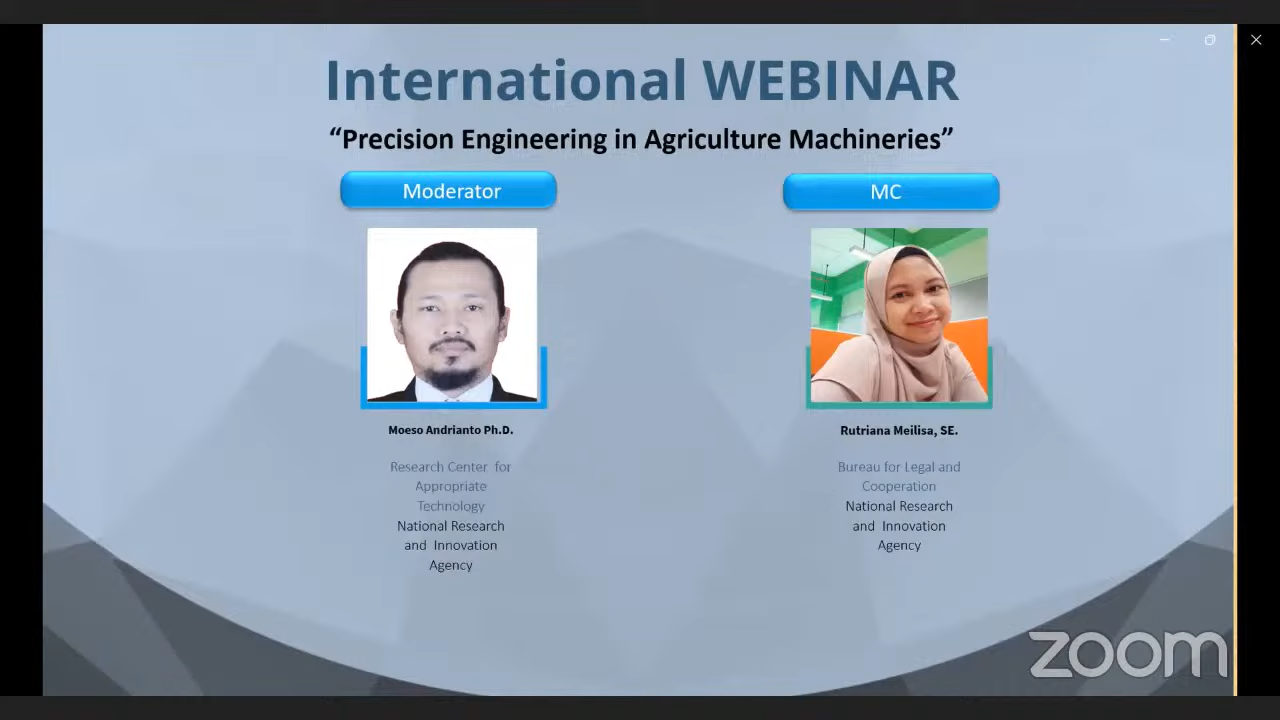 International WEBINAR
“Precision Engineering in Agriculture Machineries”
Moderator
Moeso Andrianto Ph.D.
Research Center for
Appropriate
Technology
National Research
and Innovation
Agency
MC
Rutriana Meilisa, SE.
Bureau for Legal and
Cooperation
National Research
and Innovation
Agency
zoom